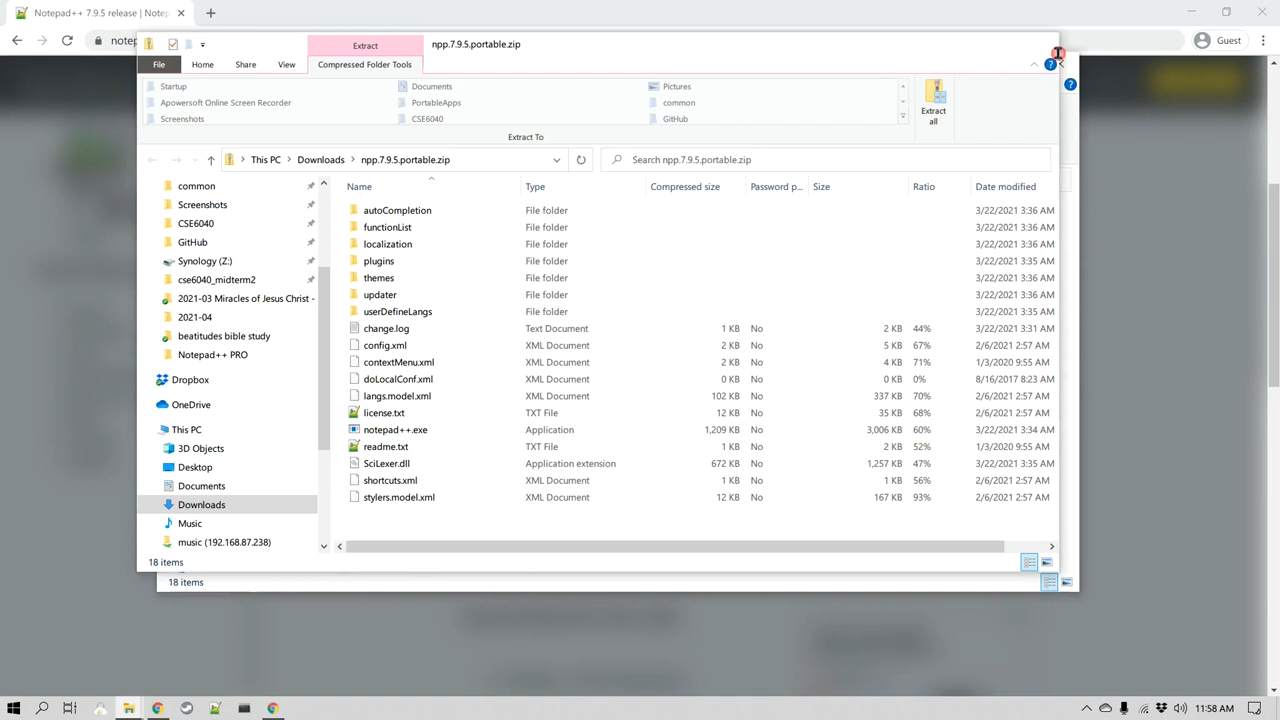 Notepad++ 7.9.5 release | Notep
notep
Guest
Extract
npp.7.9.5.portable.zip
File
Home
Share
View
Compressed Folder Tools
Startup
Documents
Pictures
Apowersoft Online Screen Recorder
PortableApps
common
Screenshots
CSE6040
GitHub
Extract all
Extract To
This PC > Downloads > npp.7.9.5.portable.zip
Search npp.7.9.5.portable.zip
common
Screenshots
CSE6040
GitHub
Synology (Z:)
cse6040_midterm2
2021-03 Miracles of Jesus Christ -
2021-04
beatitudes bible study
Notepad++ PRO
Dropbox
OneDrive
This PC
3D Objects
Desktop
Documents
Downloads
Music
music (192.168.87.238)
Name Type Compressed size Password p... Size Ratio Date modified
autoCompletion File folder 3/22/2021 3:36 AM
functionList File folder 3/22/2021 3:36 AM
localization File folder 3/22/2021 3:36 AM
plugins File folder 3/22/2021 3:35 AM
themes File folder 3/22/2021 3:36 AM
updater File folder 3/22/2021 3:36 AM
userDefineLangs File folder 3/22/2021 3:35 AM
change.log Text Document 1 KB No 2 KB 44% 3/22/2021 3:31 AM
config.xml XML Document 2 KB No 5 KB 67% 2/6/2021 2:57 AM
contextMenu.xml XML Document 2 KB No 4 KB 71% 1/3/2020 9:55 AM
doLocalConf.xml XML Document 0 KB No 0 KB 0% 8/16/2017 8:23 AM
langs.model.xml XML Document 102 KB No 337 KB 70% 2/6/2021 2:57 AM
license.txt TXT File 12 KB No 35 KB 68% 2/6/2021 2:57 AM
notepad++.exe Application 1,209 KB No 3,006 KB 60% 3/22/2021 3:34 AM
readme.txt TXT File 1 KB No 2 KB 52% 1/3/2020 9:55 AM
SciLexer.dll Application extension 672 KB No 1,257 KB 47% 3/22/2021 3:35 AM
shortcuts.xml XML Document 1 KB No 1 KB 56% 2/6/2021 2:57 AM
stylers.model.xml XML Document 12 KB No 167 KB 93% 2/6/2021 2:57 AM
18 items
18 items
11:58 AM